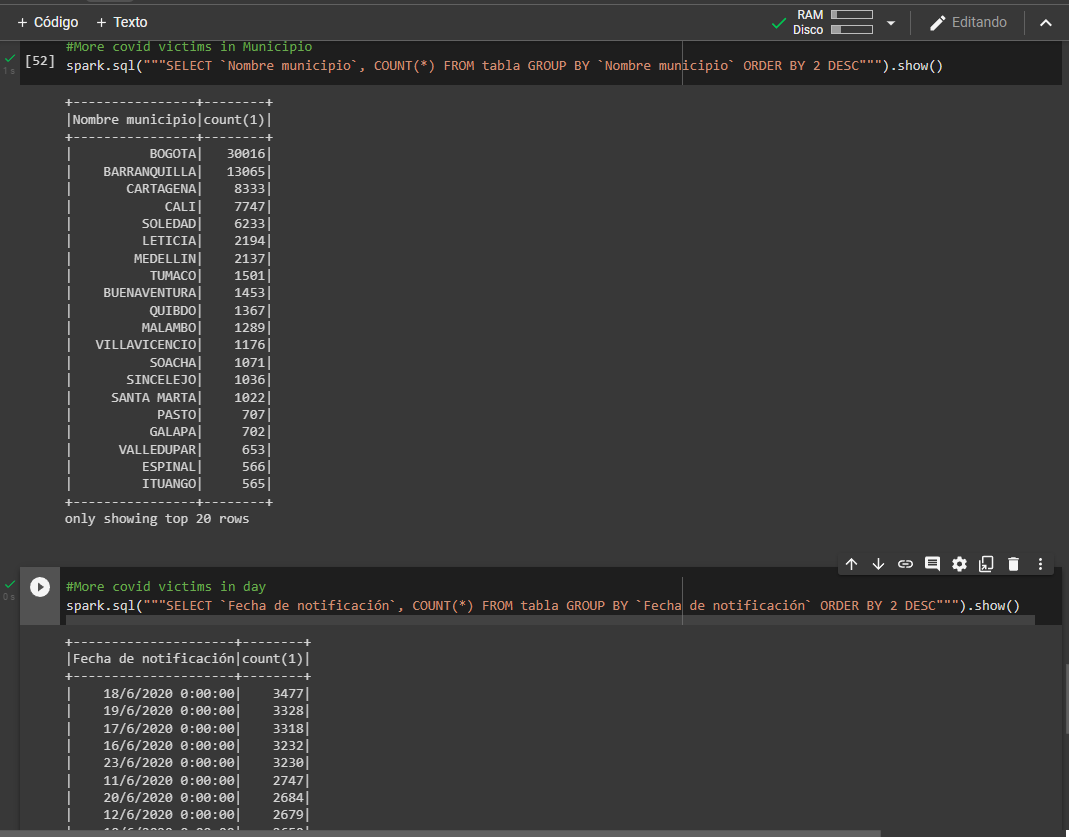 + Código + Texto
RAM
Disco
Editando
#More covid victims in Municipio
[52] spark.sql("""SELECT `Nombre municipio`, COUNT(*) FROM tabla GROUP BY `Nombre municipio` ORDER BY 2 DESC""").show()
1 s
+----------------+--------+
|Nombre municipio|count(1)|
+----------------+--------+
|          BOGOTA|   30016|
|    BARRANQUILLA|   13065|
|       CARTAGENA|    8333|
|            CALI|    7747|
|         SOLEDAD|    6233|
|         LETICIA|    2194|
|        MEDELLIN|    2137|
|          TUMACO|    1501|
|    BUENAVENTURA|    1453|
|          QUIBDO|    1367|
|         MALAMBO|    1289|
|   VILLAVICENCIO|    1176|
|          SOACHA|    1071|
|       SINCELEJO|    1036|
|     SANTA MARTA|    1022|
|           PASTO|     707|
|          GALAPA|     702|
|      VALLEDUPAR|     653|
|         ESPINAL|     566|
|         ITUANGO|     565|
+----------------+--------+
only showing top 20 rows
#More covid victims in day
0 s
spark.sql("""SELECT `Fecha de notificación`, COUNT(*) FROM tabla GROUP BY `Fecha de notificación` ORDER BY 2 DESC""").show()
+---------------------+--------+
|Fecha de notificación|count(1)|
+---------------------+--------+
|    18/6/2020 0:00:00|    3477|
|    19/6/2020 0:00:00|    3328|
|    17/6/2020 0:00:00|    3318|
|    16/6/2020 0:00:00|    3232|
|    23/6/2020 0:00:00|    3230|
|    11/6/2020 0:00:00|    2747|
|    20/6/2020 0:00:00|    2684|
|    12/6/2020 0:00:00|    2679|